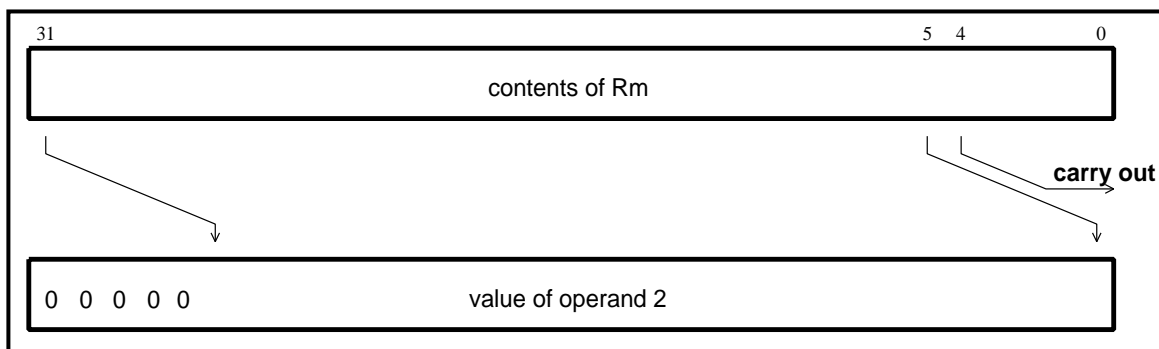 31 5 4 0
contents of Rm
carry out
0 0 0 0 0 value of operand 2